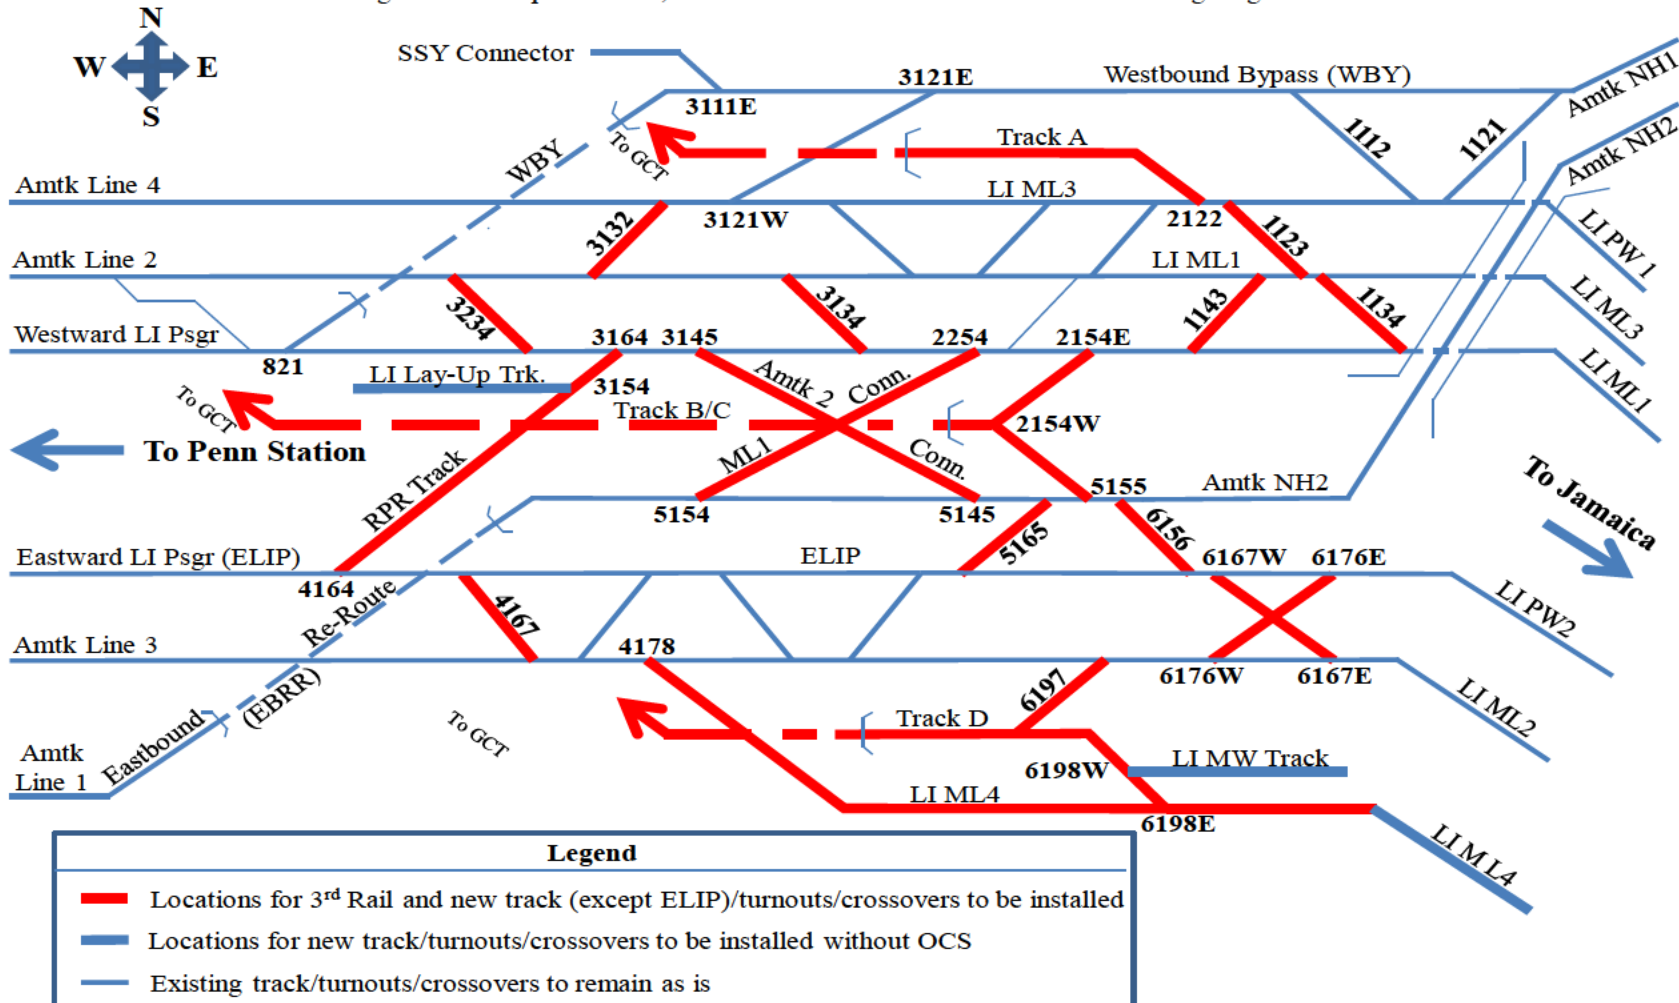 N
W E
S
SSY Connector
3121E
Westbound Bypass (WBY)
Amtk NH1
3111E
1112
1121
To GCT
Track A
Amtk NH2
WBY
Amtk Line 4
LI ML3
3121W
2122
3132
1123
LI PW 1
Amtk Line 2
LI ML1
3234
3134
1143
1134
LI ML3
Westward LI Psgr
3164
3145
2254
2154E
821
LI Lay-Up Trk.
3154
Amtk 2
Conn.
LI ML1
To GCT
Track B/C
2154W
To Penn Station
ML1
Conn.
RPR Track
5155
Amtk NH2
To Jamaica
5154
5145
5165
6156
Eastward LI Psgr (ELIP)
ELIP
6167W
6176E
4164
Re-Route
4167
LI PW2
Amtk Line 3
4178
6176W
6167E
6197
(EBRR)
LI ML2
Eastbound
To GCT
Track D
Amtk
Line 1
6198W
LI MW Track
LI ML4
6198E
LI M L4
Legend
Locations for 3rd Rail and new track (except ELIP)/turnouts/crossovers to be installed
Locations for new track/turnouts/crossovers to be installed without OCS
Existing track/turnouts/crossovers to remain as is